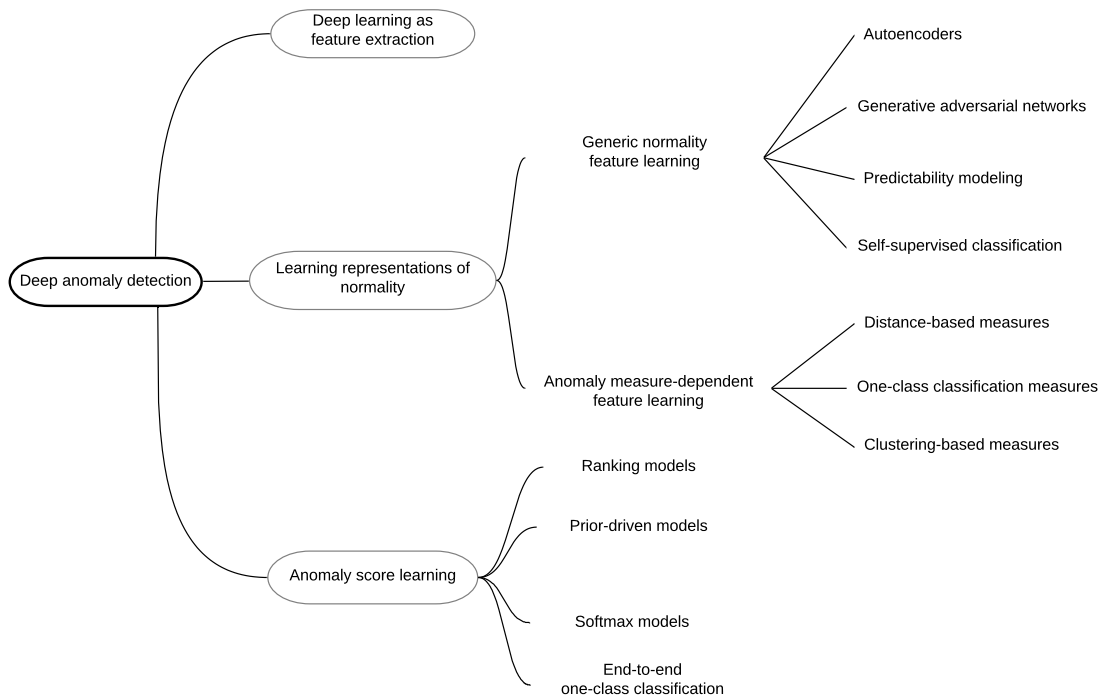 Deep learning as
feature extraction
Autoencoders
Generative adversarial networks
Generic normality
feature learning
Predictability modeling
Self-supervised classification
Learning representations of
normality
Deep anomaly detection
Distance-based measures
Anomaly measure-dependent
feature learning
One-class classification measures
Clustering-based measures
Ranking models
Prior-driven models
Anomaly score learning
Softmax models
End-to-end
one-class classification